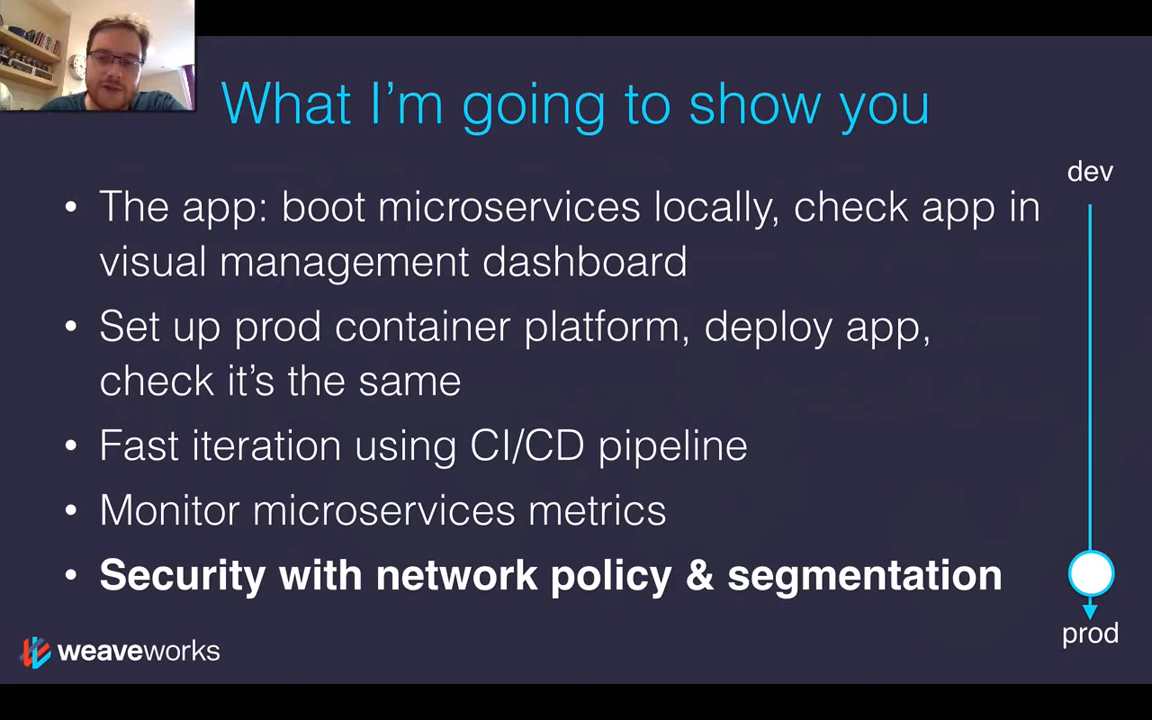 What I'm going to show you
dev
• The app: boot microservices locally, check app in
visual management dashboard
• Set up prod container platform, deploy app,
check it's the same
• Fast iteration using CI/CD pipeline
• Monitor microservices metrics
• Security with network policy & segmentation
prod
weaveworks